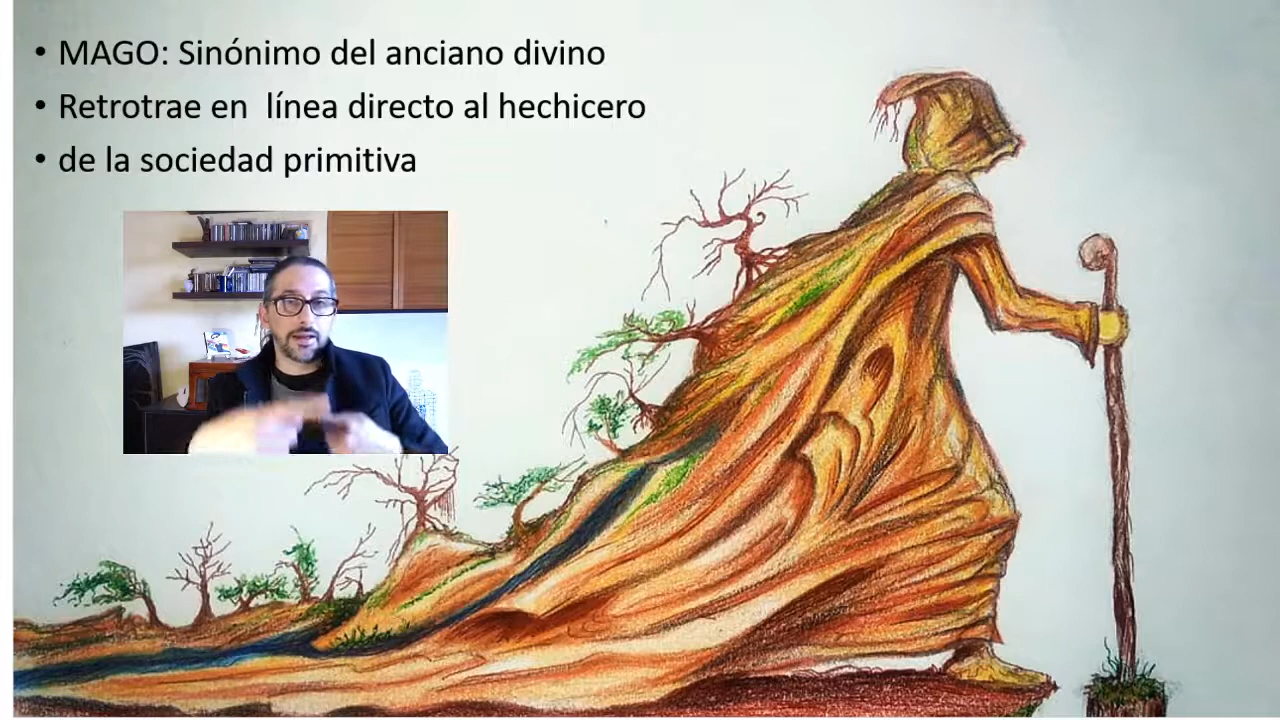 • MAGO: Sinónimo del anciano divino
• Retrotrae en  línea directo al hechicero
• de la sociedad primitiva